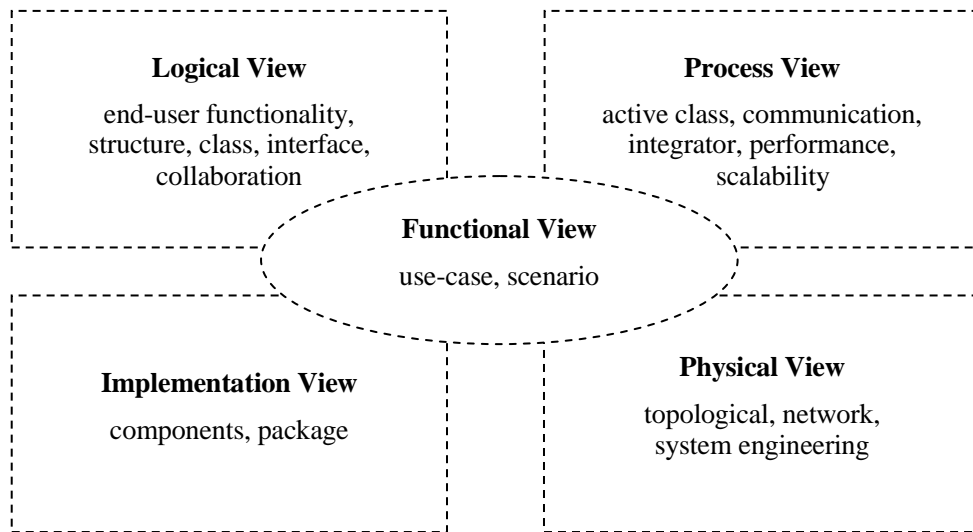 Logical View
end-user functionality,
structure, class, interface,
collaboration
Process View
active class, communication,
integrator, performance,
scalability
Functional View
use-case, scenario
Implementation View
components, package
Physical View
topological, network,
system engineering